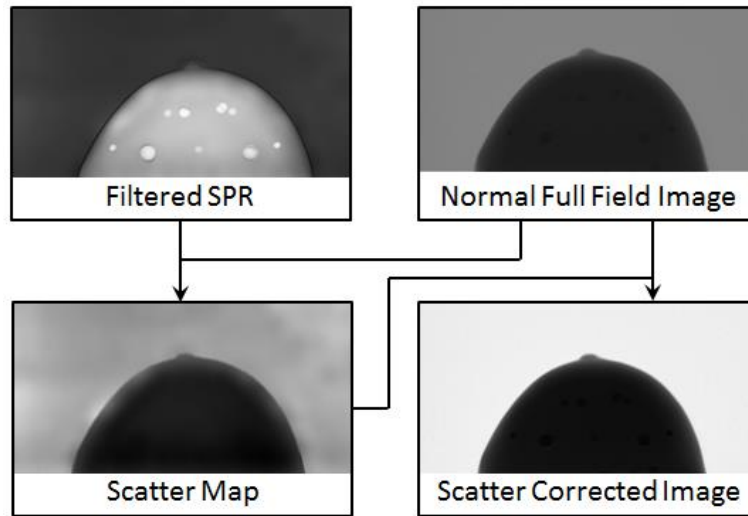 Filtered SPR
Normal Full Field Image
Scatter Map
Scatter Corrected Image